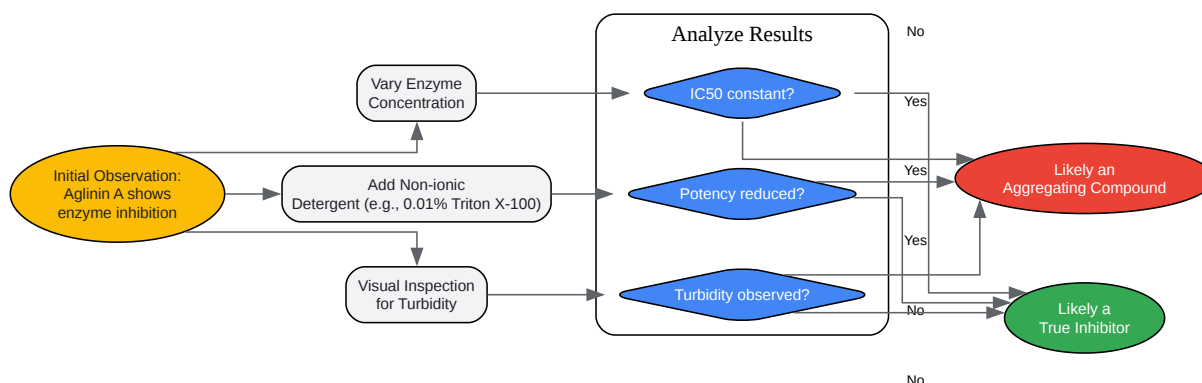 Initial Observation:
Aglinin A shows
enzyme inhibition
Vary Enzyme
Concentration
Add Non-ionic
Detergent (e.g., 0.01% Triton X-100)
Visual Inspection
for Turbidity
Analyze Results
IC50 constant?
Potency reduced?
Turbidity observed?
No
Yes
Yes
Yes
No
No
Likely an
Aggregating Compound
Likely a
True Inhibitor